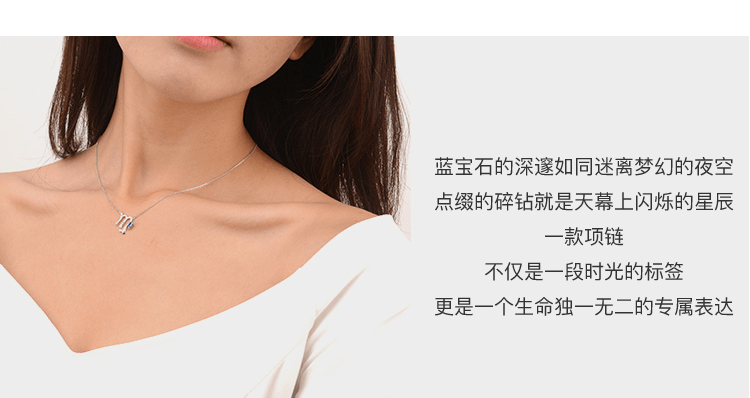 蓝宝石的深邃如同迷离梦幻的夜空
点缀的碎钻就是天幕上闪烁的星辰
一款项链
不仅是一段时光的标签
更是一个生命独一无二的专属表达